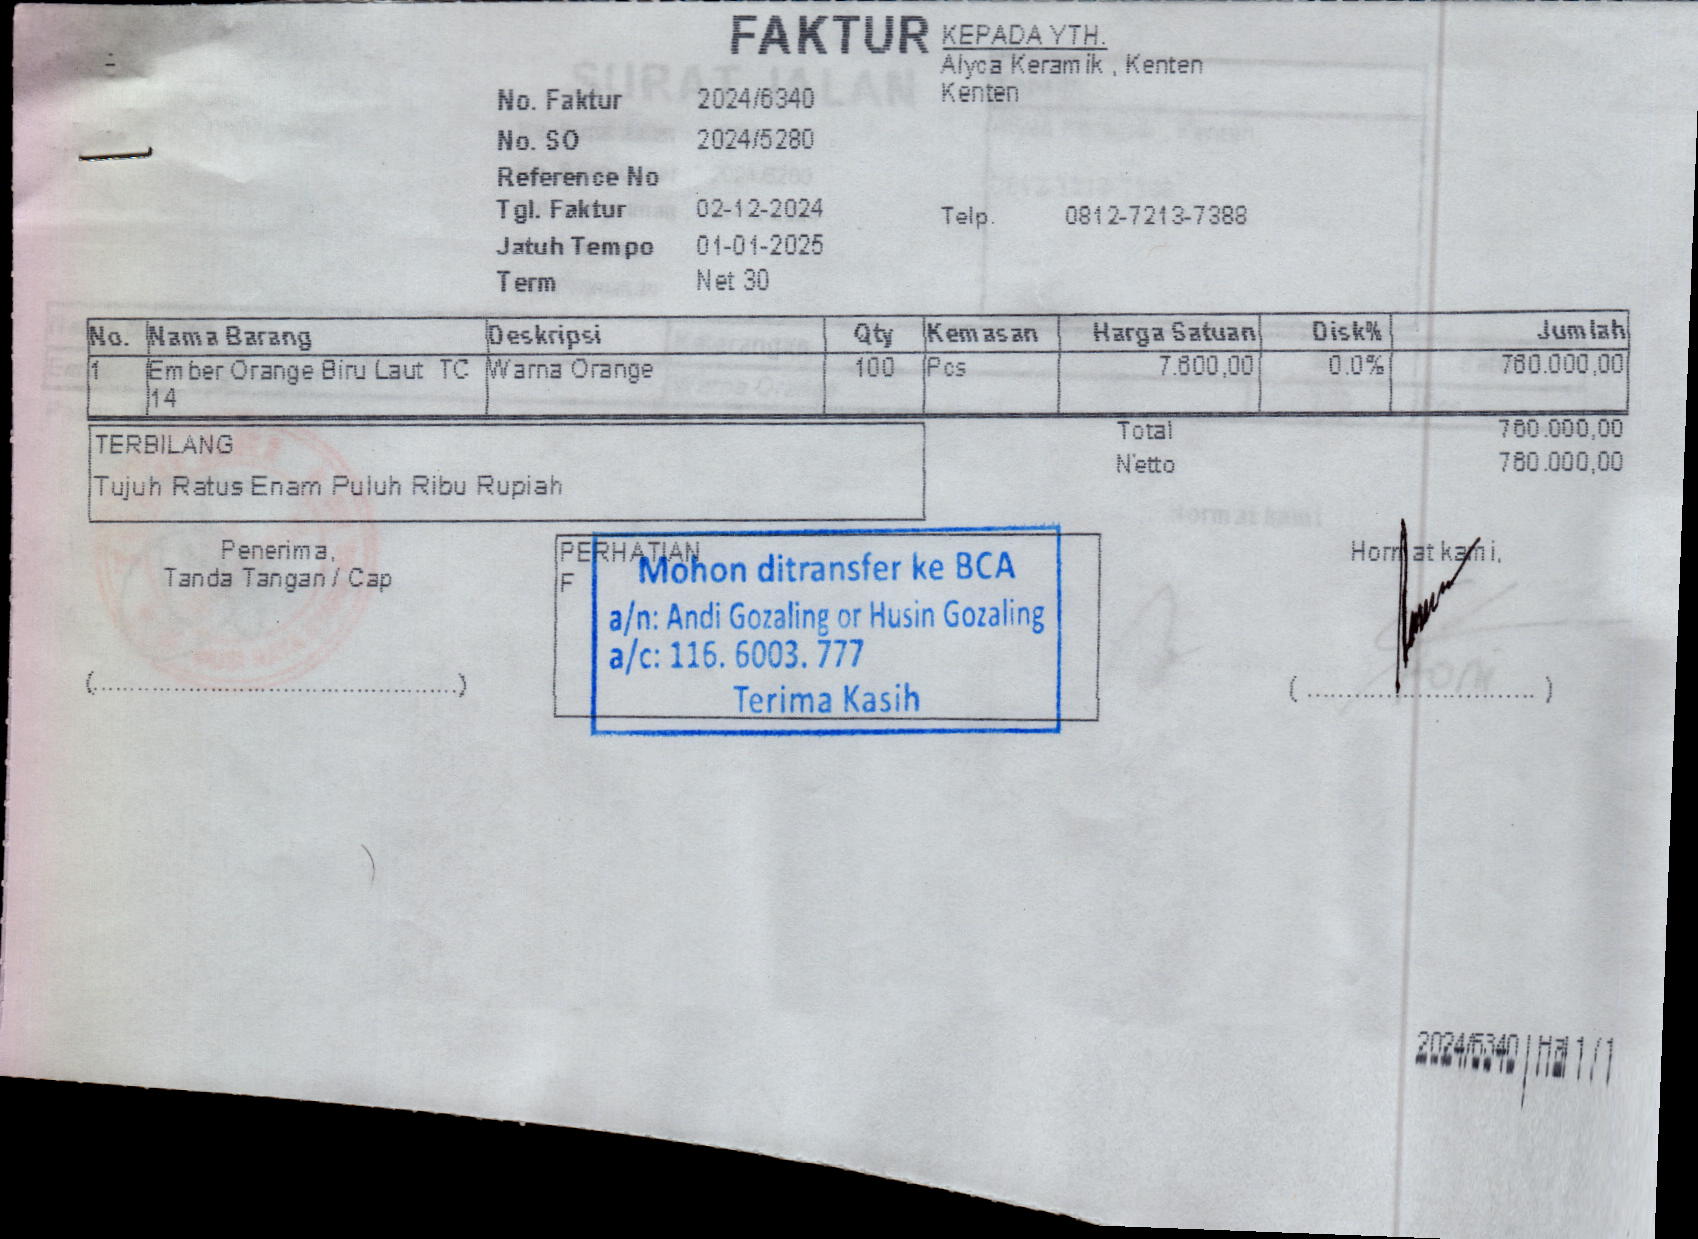 FAKTUR
KEPADA YTH.
Alyca Keramik , Kenten
Kenten
No. Faktur 2024/6340
No. SO 2024/5280
Reference No
Tgl. Faktur 02-12-2024
Telp. 0812-7213-7388
Jatuh Tempo 01-01-2025
Term Net 30
No. Nama Barang Deskripsi Qty Kemasan Harga Satuan Disk% Jumlah
1 Ember Orange Biru Laut TC 14 Warna Orange 100 Pcs 7.600,00 0.0% 760.000,00
Total 760.000,00
Netto 760.000,00
TERBILANG
Tujuh Ratus Enam Puluh Ribu Rupiah
Penerima,
Tanda Tangan / Cap
(..............................................)
PERHATIAN
F
Mohon ditransfer ke BCA
a/n: Andi Gozaling or Husin Gozaling
a/c: 116. 6003. 777
Terima Kasih
Hormat kami,
( ............................. )
2024/6340 | Hal 1 / 1